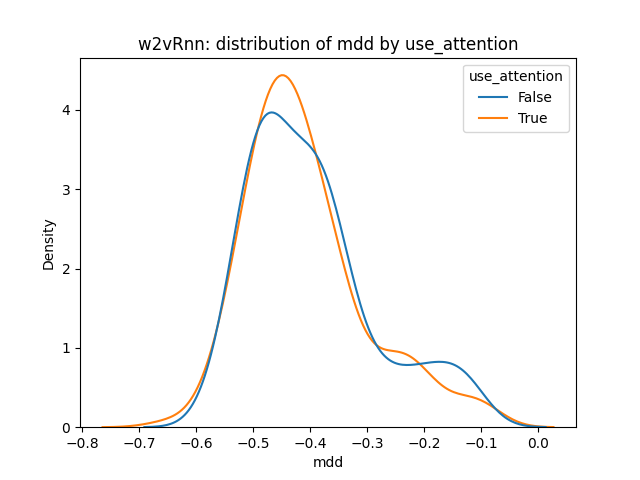 w2vRnn: distribution of mdd by use_attention
use_attention
False
True
Density
4
3
2
1
0
−0.8 −0.7 −0.6 −0.5 −0.4 −0.3 −0.2 −0.1 0.0
mdd